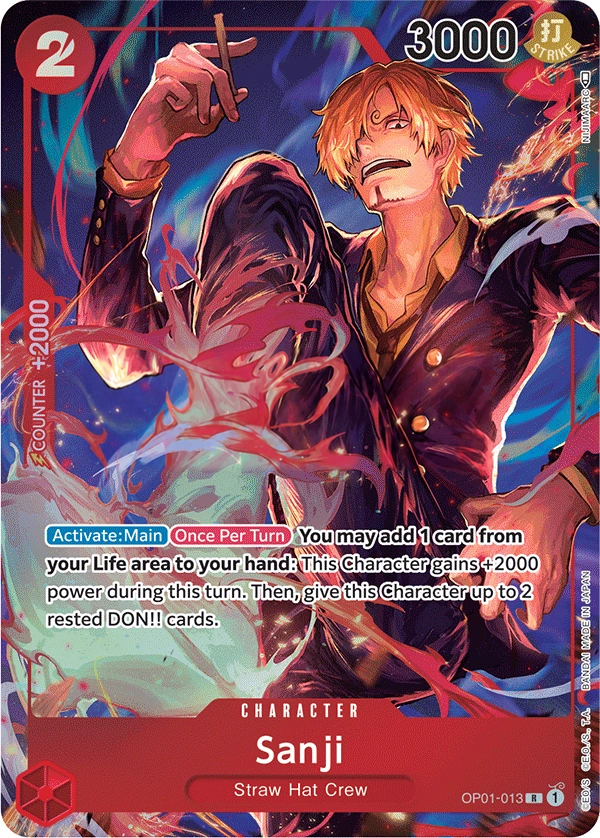 2
3000
打
STRIKE
NIJIMAARC
COUNTER +2000
Activate:Main Once Per Turn You may add 1 card from
your Life area to your hand: This Character gains +2000
power during this turn. Then, give this Character up to 2
rested DON!! cards.
CHARACTER
Sanji
Straw Hat Crew
OP01-013 R 1
©EO/S ©E.O./S., T.A. BANDAI MADE IN JAPAN